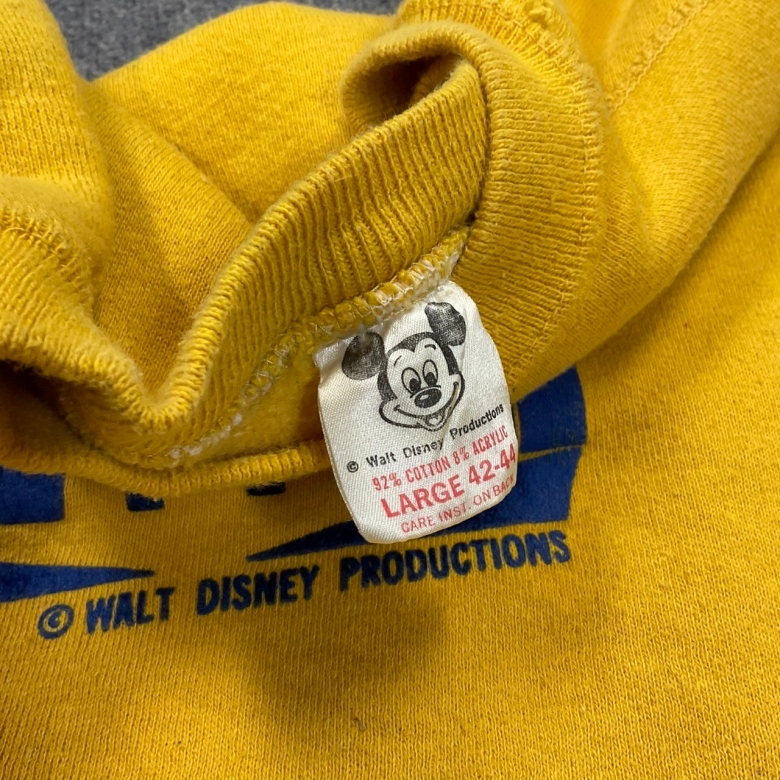 © Walt Disney Productions
92% COTTON 8% ACRYLIC
LARGE 42-44
CARE INST. ON BACK
© WALT DISNEY PRODUCTIONS